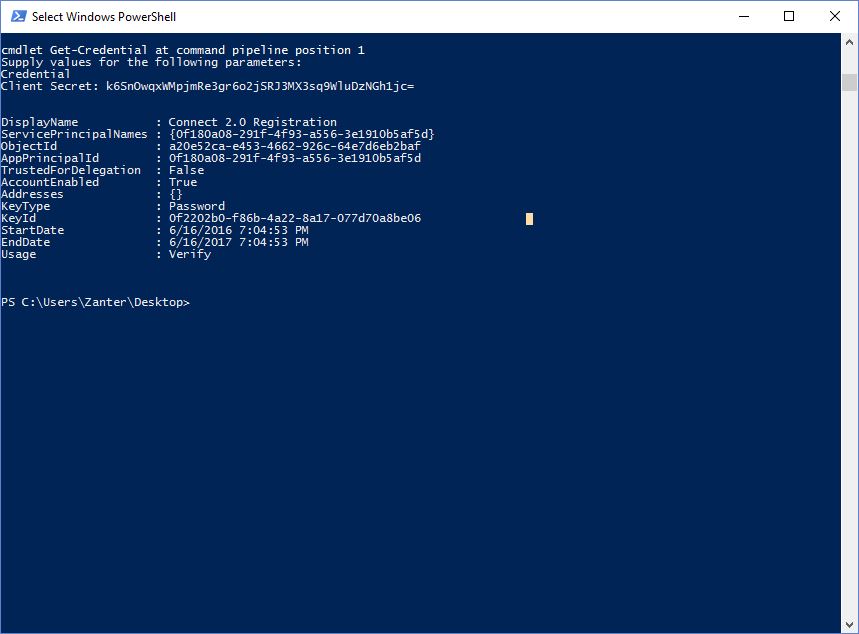 Select Windows PowerShell
cmdlet Get-Credential at command pipeline position 1
Supply values for the following parameters:
Credential
Client Secret: k6SnOwqxWMpjmRe3gr6o2jSRJ3MX3sq9WluDzNGh1jc=
DisplayName : Connect 2.0 Registration
ServicePrincipalNames : {0f180a08-291f-4f93-a556-3e1910b5af5d}
ObjectId : a20e52ca-e453-4662-926c-64e7d6eb2baf
AppPrincipalId : 0f180a08-291f-4f93-a556-3e1910b5af5d
TrustedForDelegation : False
AccountEnabled : True
Addresses : {}
KeyType : Password
KeyId : 0f2202b0-f86b-4a22-8a17-077d70a8be06
StartDate : 6/16/2016 7:04:53 PM
EndDate : 6/16/2017 7:04:53 PM
Usage : Verify
PS C:\Users\Zanter\Desktop>